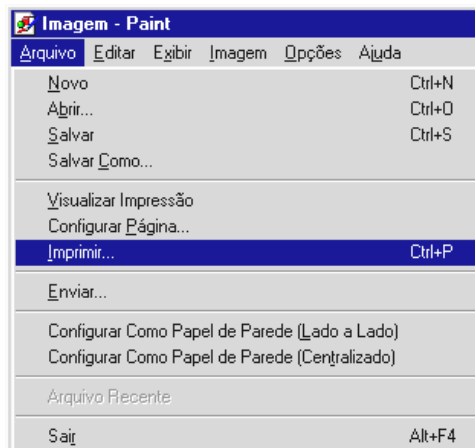 Imagem - Paint
Arquivo Editar Exibir Imagem Opções Ajuda
Novo Ctrl+N
Abrir... Ctrl+O
Salvar Ctrl+S
Salvar Como...
Visualizar Impressão
Configurar Página...
Imprimir... Ctrl+P
Enviar...
Configurar Como Papel de Parede (Lado a Lado)
Configurar Como Papel de Parede (Centralizado)
Arquivo Recente
Sair Alt+F4